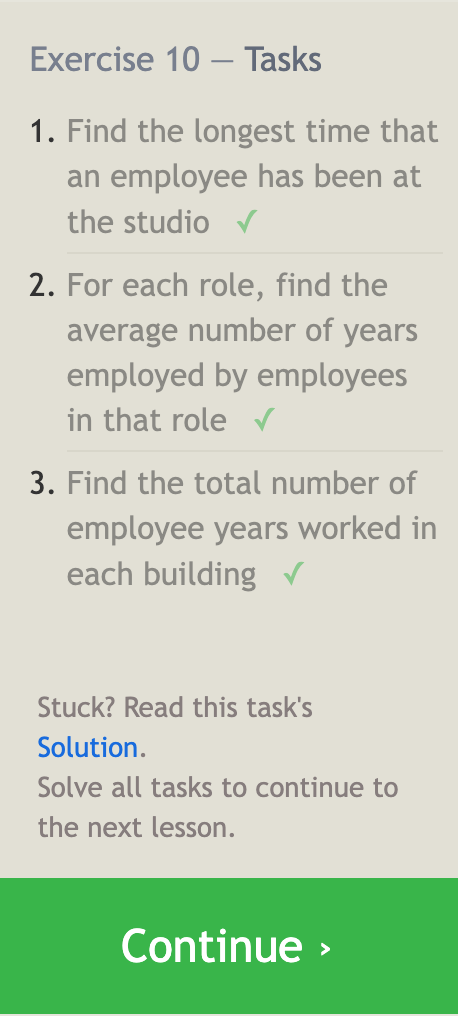 Exercise 10 — Tasks
1. Find the longest time that
an employee has been at
the studio ✓
2. For each role, find the
average number of years
employed by employees
in that role ✓
3. Find the total number of
employee years worked in
each building ✓
Stuck? Read this task's
Solution.
Solve all tasks to continue to
the next lesson.
Continue ›